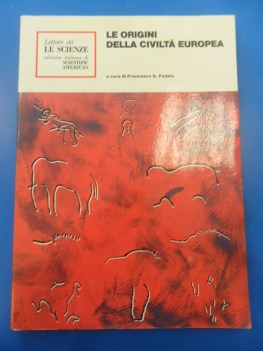 Letture da
LE SCIENZE
edizione italiana di
SCIENTIFIC
AMERICAN
LE ORIGINI
DELLA CIVILTÀ EUROPEA
a cura di Francesco G. Fedele